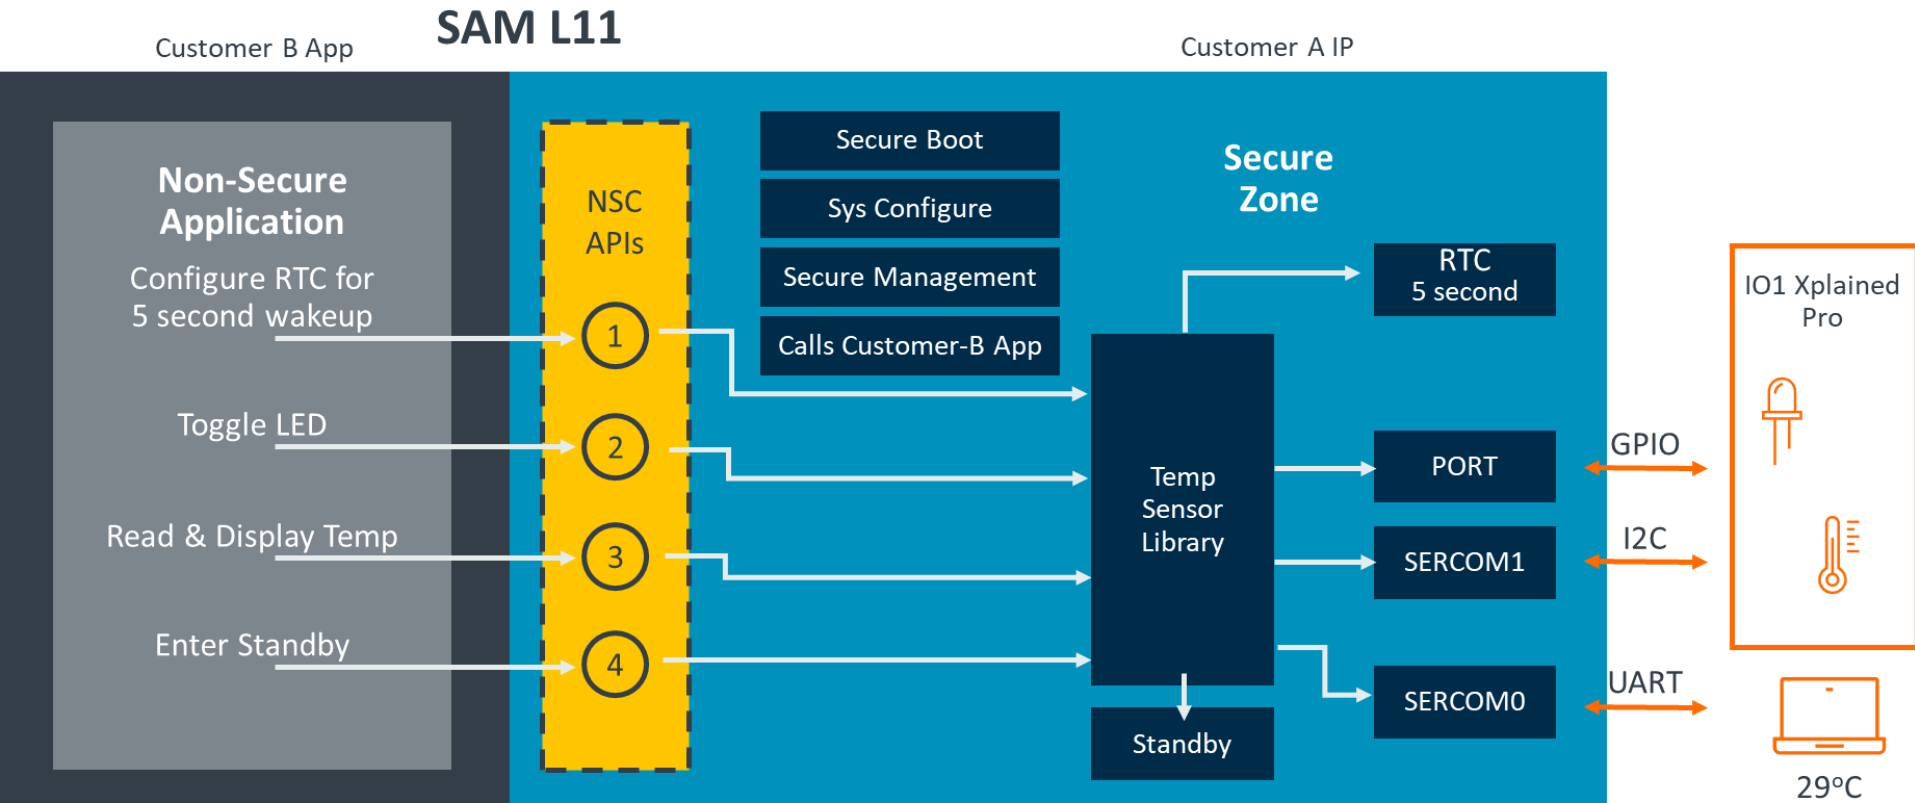 SAM L11
Customer B App
Customer A IP
Non-Secure
Application
Configure RTC for
5 second wakeup
Toggle LED
Read & Display Temp
Enter Standby
NSC
APIs
1
2
3
4
Secure Boot
Sys Configure
Secure Management
Calls Customer-B App
Secure
Zone
Temp
Sensor
Library
Standby
RTC
5 second
PORT
SERCOM1
SERCOM0
GPIO
I2C
UART
IO1 Xplained
Pro
29°C